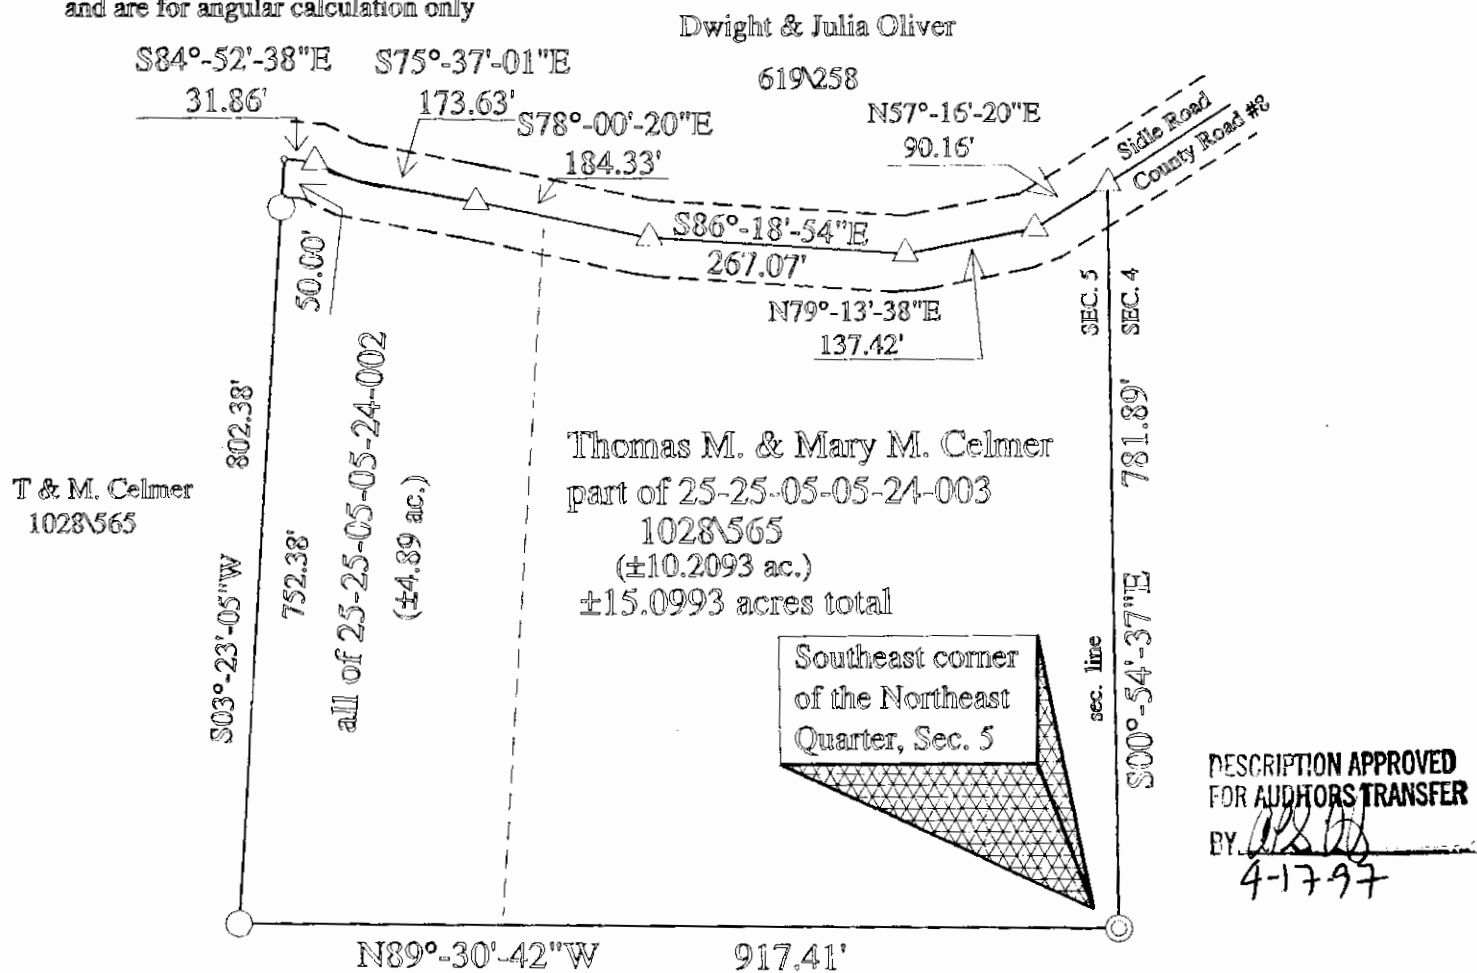 and are for angular calculation only
Dwight & Julia Oliver
619\258
S84°-52'-38"E
31.86'
S75°-37'-01"E
173.63'
S78°-00'-20"E
184.33'
N57°-16'-20"E
90.16'
Sidle Road
County Road #8
S86°-18'-54"E
267.07'
N79°-13'-38"E
137.42'
50.00'
SEC. 5
SEC. 4
802.38'
752.38'
S03°-23'-05"W
T & M. Celmer
1028\565
all of 25-25-05-05-24-002
(±4.89 ac.)
Thomas M. & Mary M. Celmer
part of 25-25-05-05-24-003
1028\565
(±10.2093 ac.)
±15.0993 acres total
781.89'
S00°-54'-37"E
sec. line
Southeast corner
of the Northeast
Quarter, Sec. 5
DESCRIPTION APPROVED
FOR AUDITORS TRANSFER
BY
4-17-97
N89°-30'-42"W
917.41'